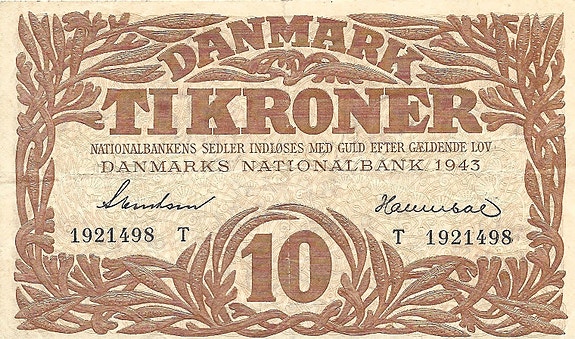 DANMARK
TI KRONER
NATIONALBANKENS SEDLER INDLØSES MED GULD EFTER GÆLDENDE LOV
DANMARKS NATIONALBANK 1943
1921498 T T 1921498
10